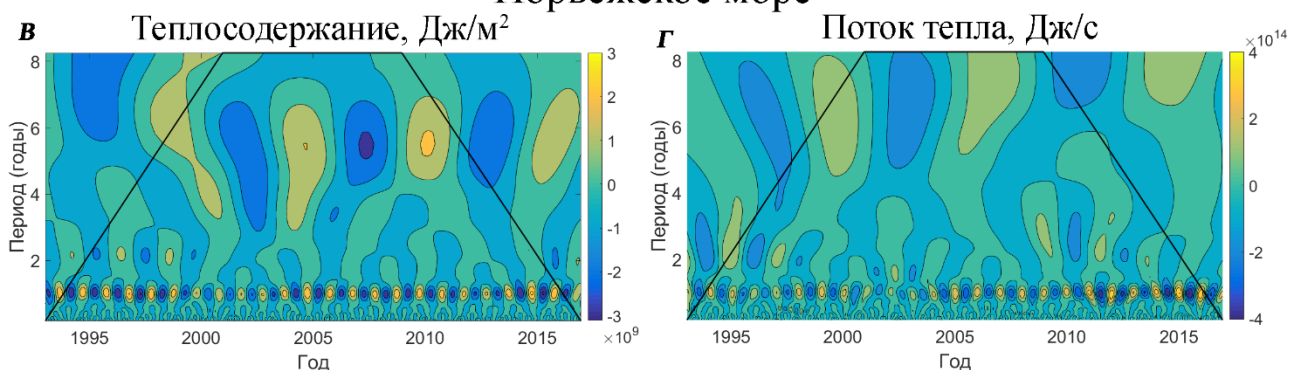 Норвежское море
в Теплосодержание, Дж/м²
8
6
4
2
1995 2000 2005 2010 2015
Период (годы)
Год
3
2
1
0
-1
-2
-3
×10⁹
г Поток тепла, Дж/с
8
6
4
2
1995 2000 2005 2010 2015
Период (годы)
Год
×10¹⁴
4
2
0
-2
-4